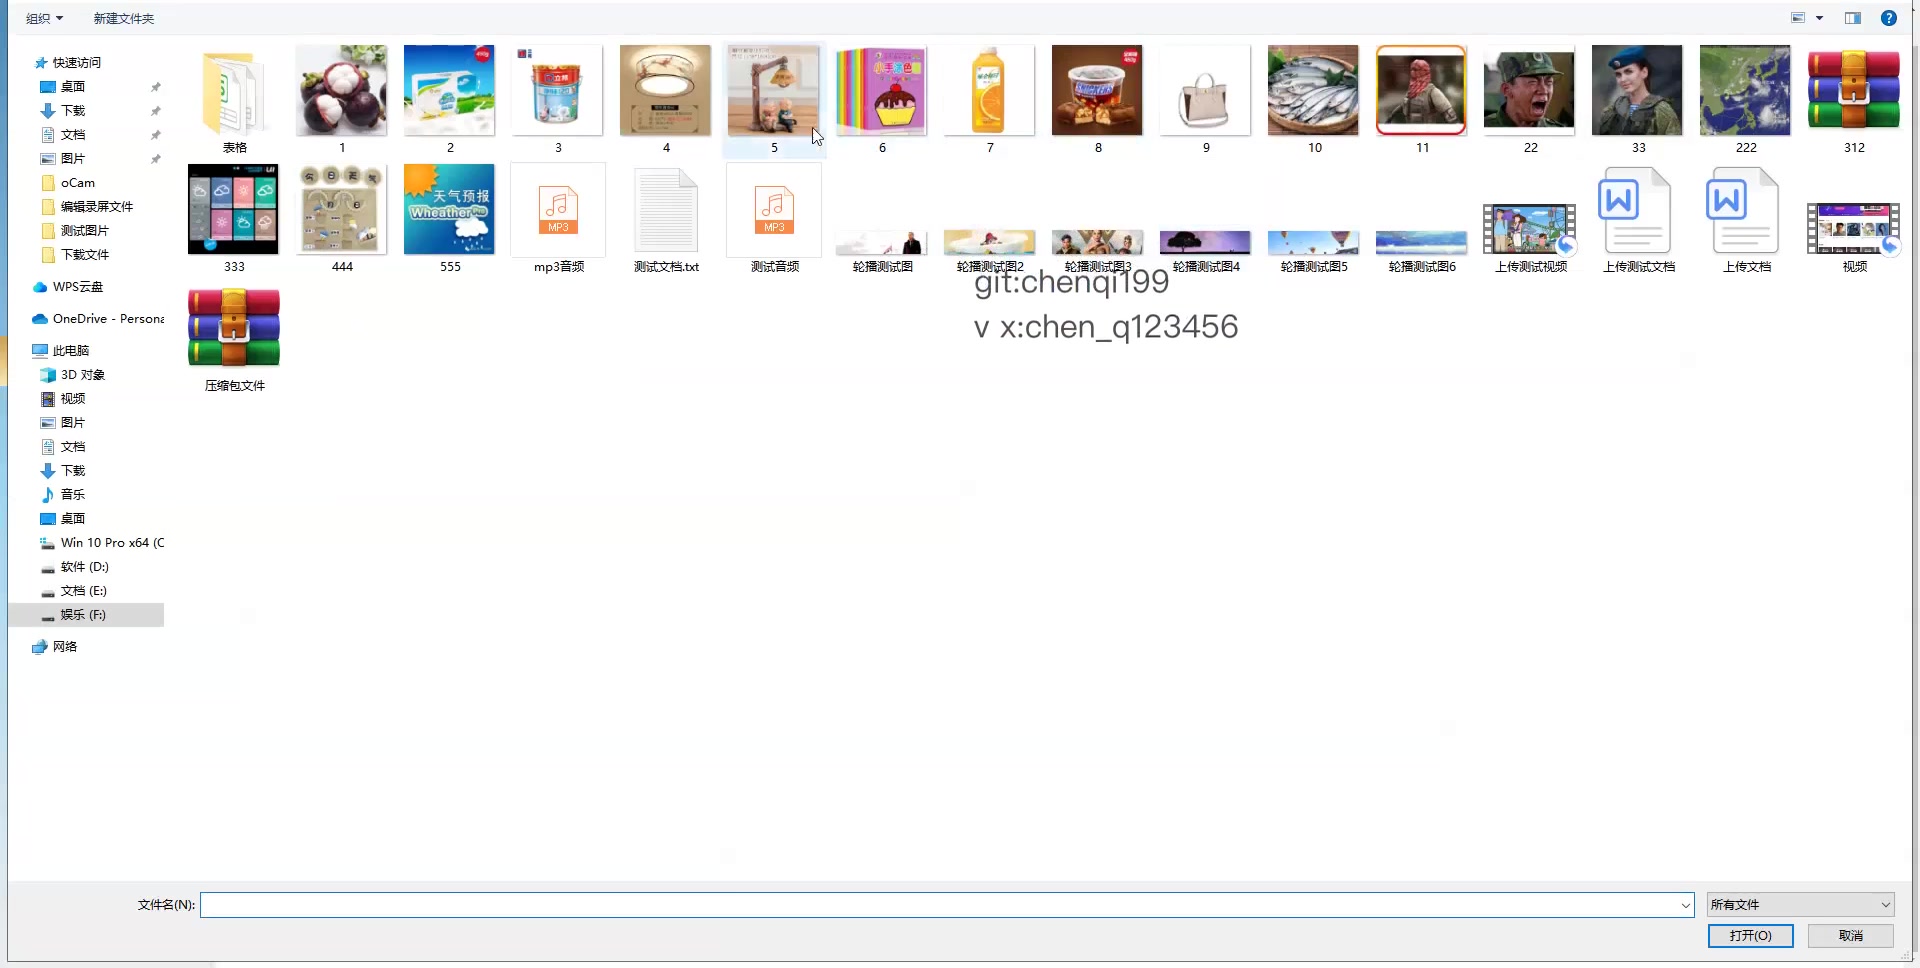 组织
新建文件夹
快速访问
桌面
下载
文档
图片
oCam
编辑录屏文件
测试图片
下载文件
WPS云盘
OneDrive - Persona
此电脑
3D 对象
视频
图片
文档
下载
音乐
桌面
Win 10 Pro x64 (C
软件 (D:)
文档 (E:)
娱乐 (F:)
网络
表格
1
2
3
4
5
6
7
8
9
10
11
22
33
222
312
小手涂色
SNICKERS
333
444
555
mp3音频
测试文档.txt
测试音频
轮播测试图
轮播测试图2
轮播测试图3
轮播测试图4
轮播测试图5
轮播测试图6
上传测试视频
上传测试文档
上传文档
视频
今日天气
天气预报
Wheather
MP3
MP3
W
W
git:chenqi199
v x:chen_q123456
压缩包文件
文件名(N):
所有文件
打开(O)
取消